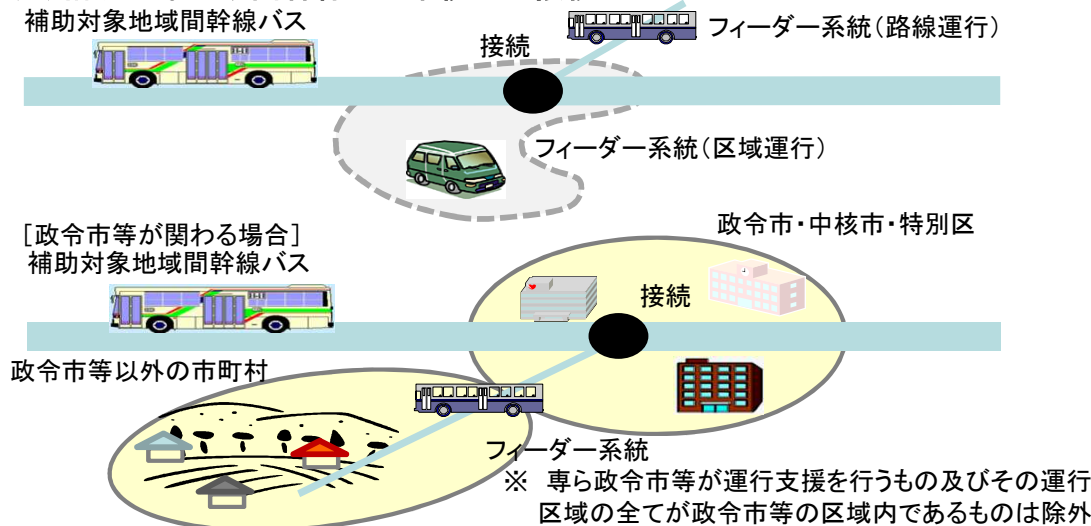 補助対象地域間幹線バス
フィーダー系統(路線運行)
接続
フィーダー系統(区域運行)
[政令市等が関わる場合]
補助対象地域間幹線バス
政令市・中核市・特別区
接続
政令市等以外の市町村
フィーダー系統
※ 専ら政令市等が運行支援を行うもの及びその運行
区域の全てが政令市等の区域内であるものは除外